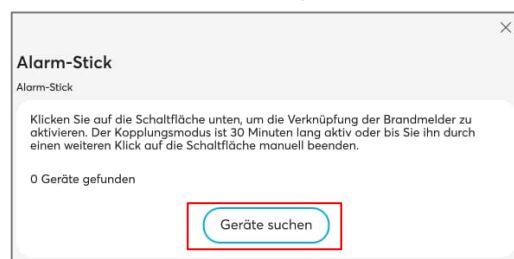 Alarm-Stick
Alarm-Stick
Klicken Sie auf die Schaltfläche unten, um die Verknüpfung der Brandmelder zu
aktivieren. Der Kopplungsmodus ist 30 Minuten lang aktiv oder bis Sie ihn durch
einen weiteren Klick auf die Schaltfläche manuell beenden.
0 Geräte gefunden
Geräte suchen